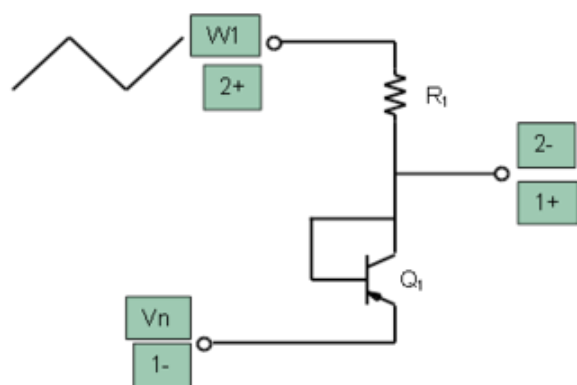 W1
2+
R₁
2-
1+
Q₁
Vn
1-